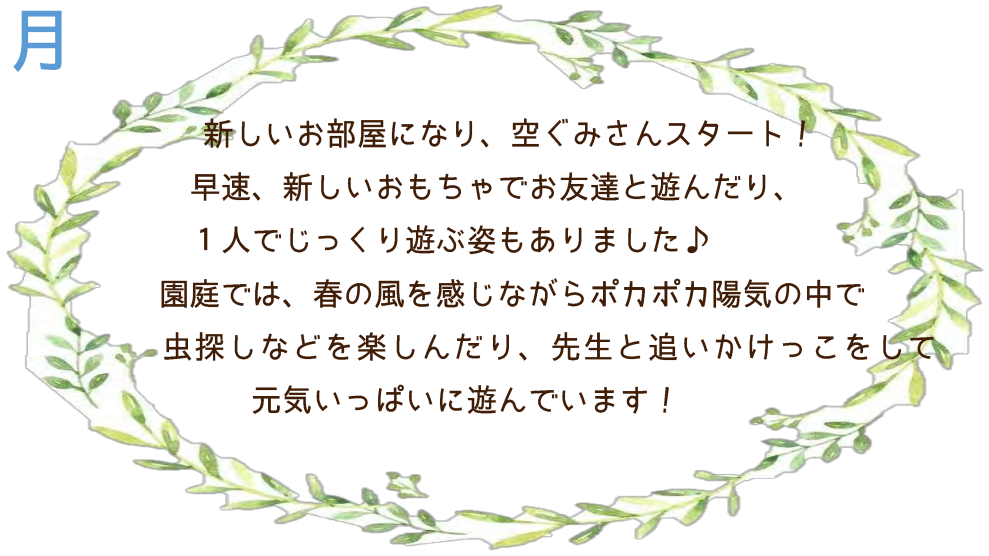 月
新しいお部屋になり、空ぐみさんスタート！
早速、新しいおもちゃでお友達と遊んだり、
１人でじっくり遊ぶ姿もありました♪
園庭では、春の風を感じながらポカポカ陽気の中で
虫探しなどを楽しんだり、先生と追いかけっこをして
元気いっぱいに遊んでいます！